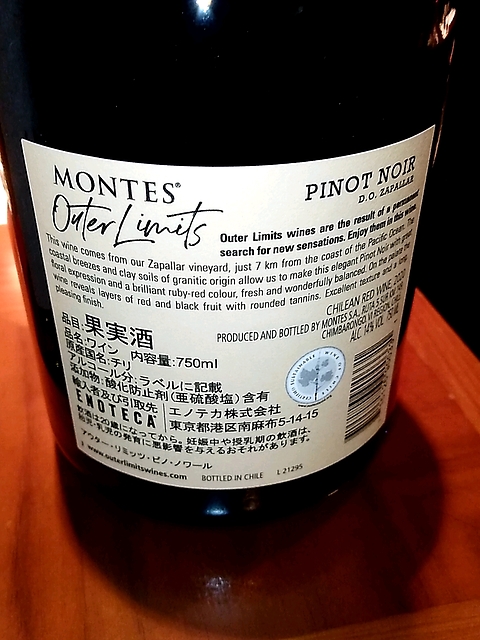 MONTES®
PINOT NOIR
D.O. ZAPALLAR
Outer Limits
Outer Limits wines are the result of a permanent
search for new sensations. Enjoy them in this wine.
This wine comes from our Zapallar vineyard, just 7 km from the coast of the Pacific Ocean. The
coastal breezes and clay soils of granitic origin allow us to make this elegant Pinot Noir with great
floral expression and a brilliant ruby-red colour, fresh and wonderfully balanced. On the palate the
wine reveals layers of red and black fruit with rounded tannins. Excellent texture and a long,
pleasing finish.
CHILEAN RED WINE
PRODUCED AND BOTTLED BY MONTES S.A.
CHIMBARONGO, VI REGION
ALC. 14% VOL.
品目:果実酒
品名:ワイン 内容量:750ml
原産国名:チリ
アルコール分:ラベルに記載
添加物:酸化防止剤(亜硫酸塩)含有
輸入者及び引取先
ENOTECA エノテカ株式会社
東京都港区南麻布5-14-15
飲酒は20歳になってから。妊娠中や授乳期の飲酒は、
胎児・乳児の発育に悪影響を与えるおそれがあります。
アウター・リミッツ・ピノ・ノワール
www.outerlimitswines.com BOTTLED IN CHILE L 21295